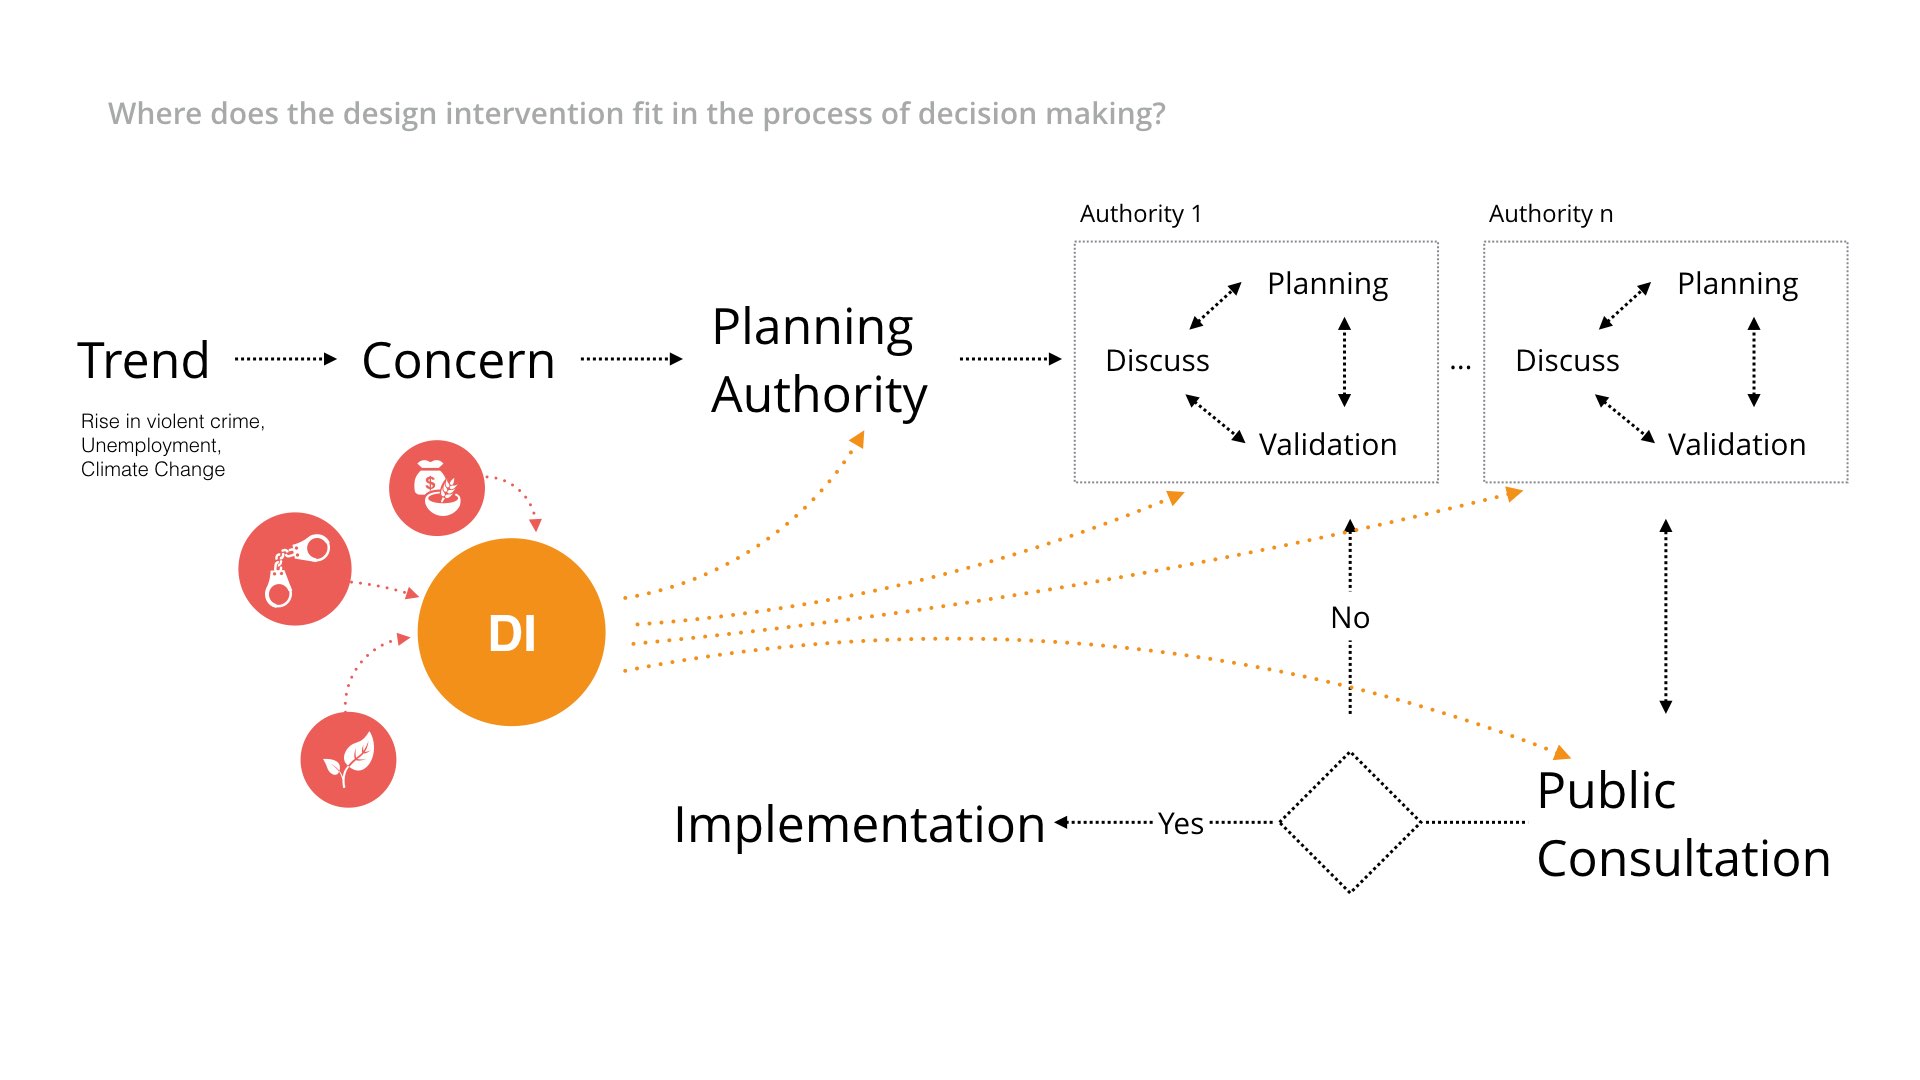 Where does the design intervention fit in the process of decision making?
Authority 1
Authority n
Planning
Discuss
Validation
...
Planning
Discuss
Validation
Trend
Concern
Planning
Authority
Rise in violent crime,
Unemployment,
Climate Change
$
DI
No
Public
Consultation
Yes
Implementation